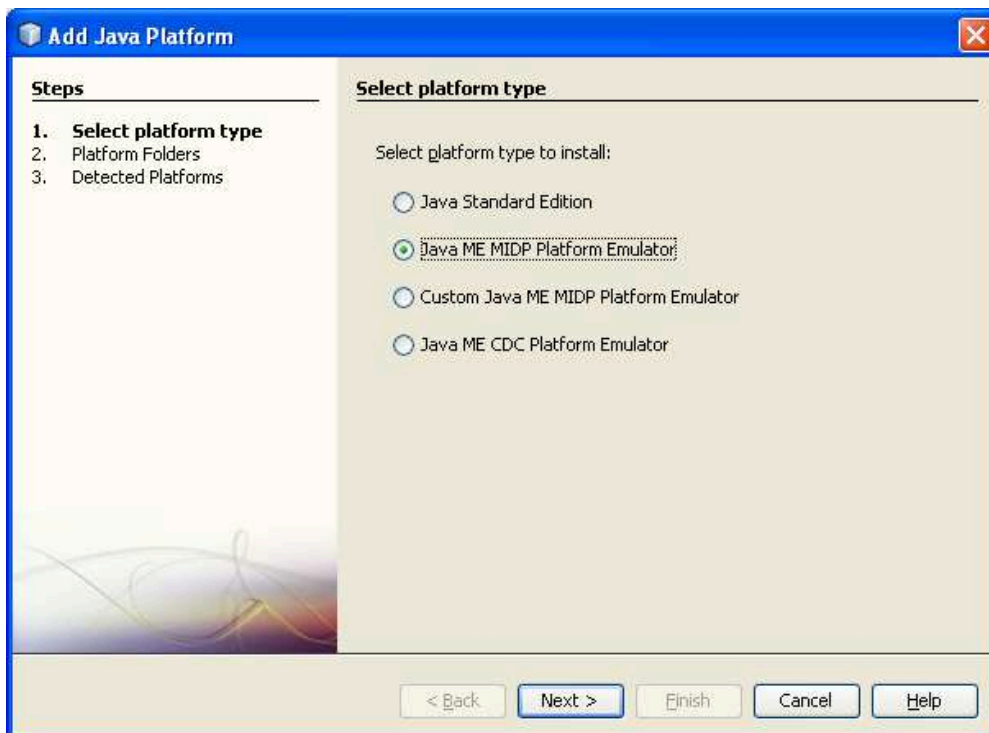 Add Java Platform
Steps
1. Select platform type
2. Platform Folders
3. Detected Platforms
Select platform type
Select platform type to install:
Java Standard Edition
Java ME MIDP Platform Emulator
Custom Java ME MIDP Platform Emulator
Java ME CDC Platform Emulator
< Back
Next >
Finish
Cancel
Help